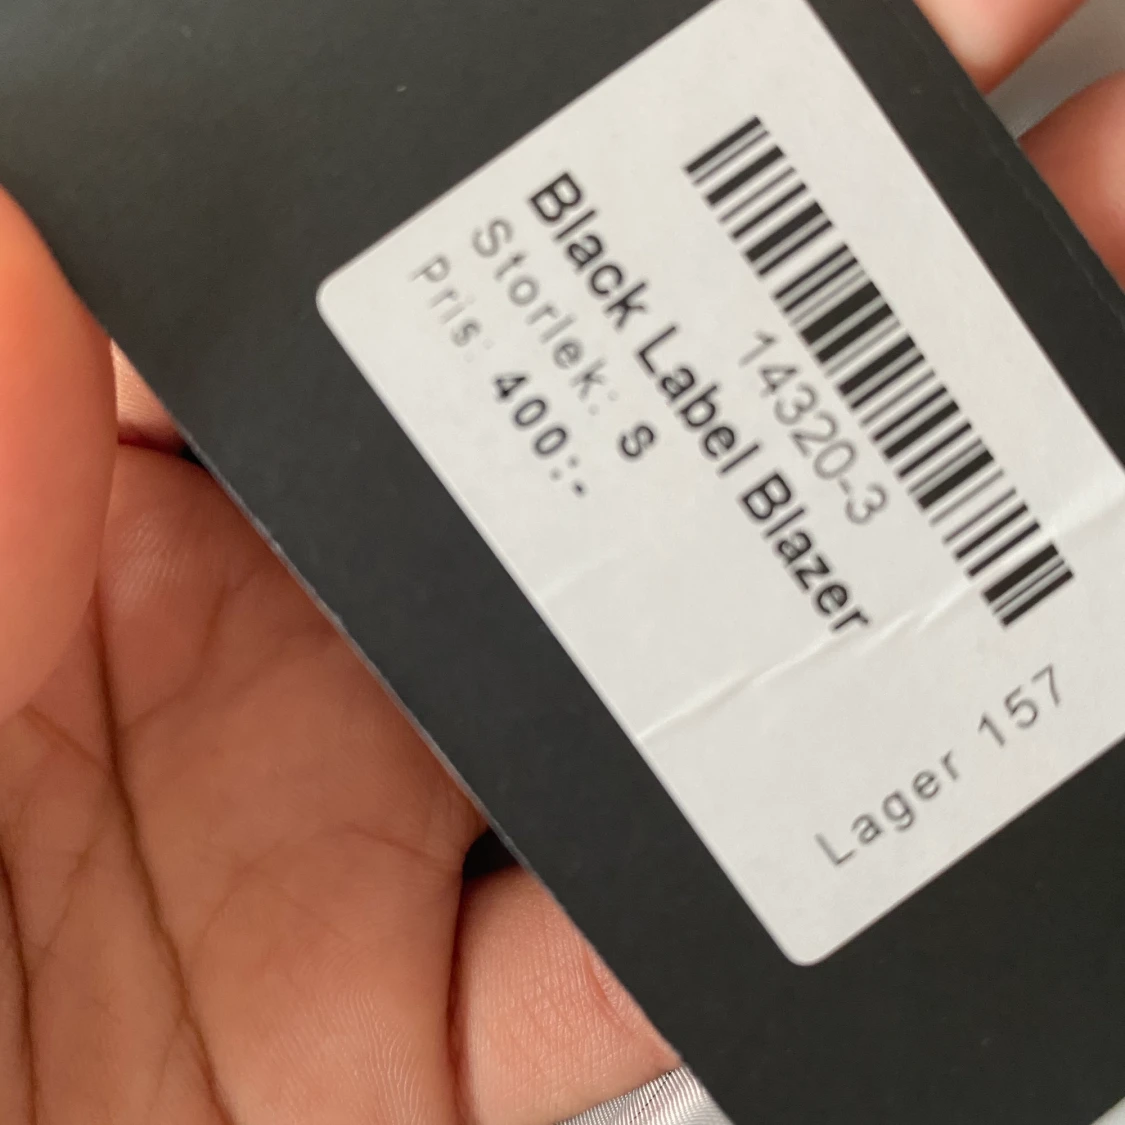 14320-3
Black Label Blazer
Storlek: S
Pris: 400:-
Lager 157